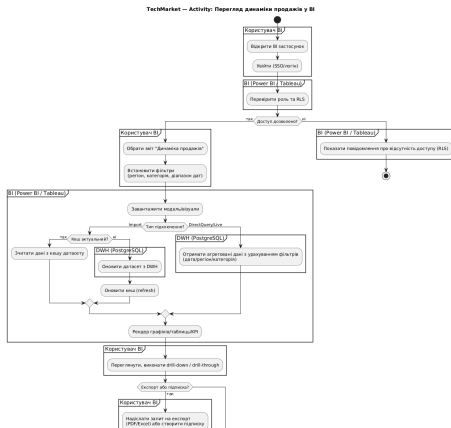 TechMarket — Activity: Перегляд динаміки продажів у BI
Користувач BI
Відкрити BI застосунок
Увійти (SSO/логін)
BI (Power BI / Tableau)
Перевірити роль та RLS
Доступ дозволено?
так
ні
Користувач BI
Обрати звіт "Динаміка продажів"
Встановити фільтри
(регіон, категорія, діапазон дат)
BI (Power BI / Tableau)
Показати повідомлення про відсутність доступу (RLS)
BI (Power BI / Tableau)
Завантажити модель/візуали
Тип підключення?
Import
DirectQuery/Live
Кеш актуальний?
так
ні
Зчитати дані з кешу датасету
DWH (PostgreSQL)
Оновити датасет з DWH
Оновити кеш (refresh)
DWH (PostgreSQL)
Отримати агреговані дані з урахуванням фільтрів
(дата/регіон/категорія)
Рендер графіків/таблиць/KPI
Користувач BI
Переглянути, виконати drill-down / drill-through
Експорт або підписка?
так
Користувач BI
Надіслати запит на експорт
(PDF/Excel) або створити підписку